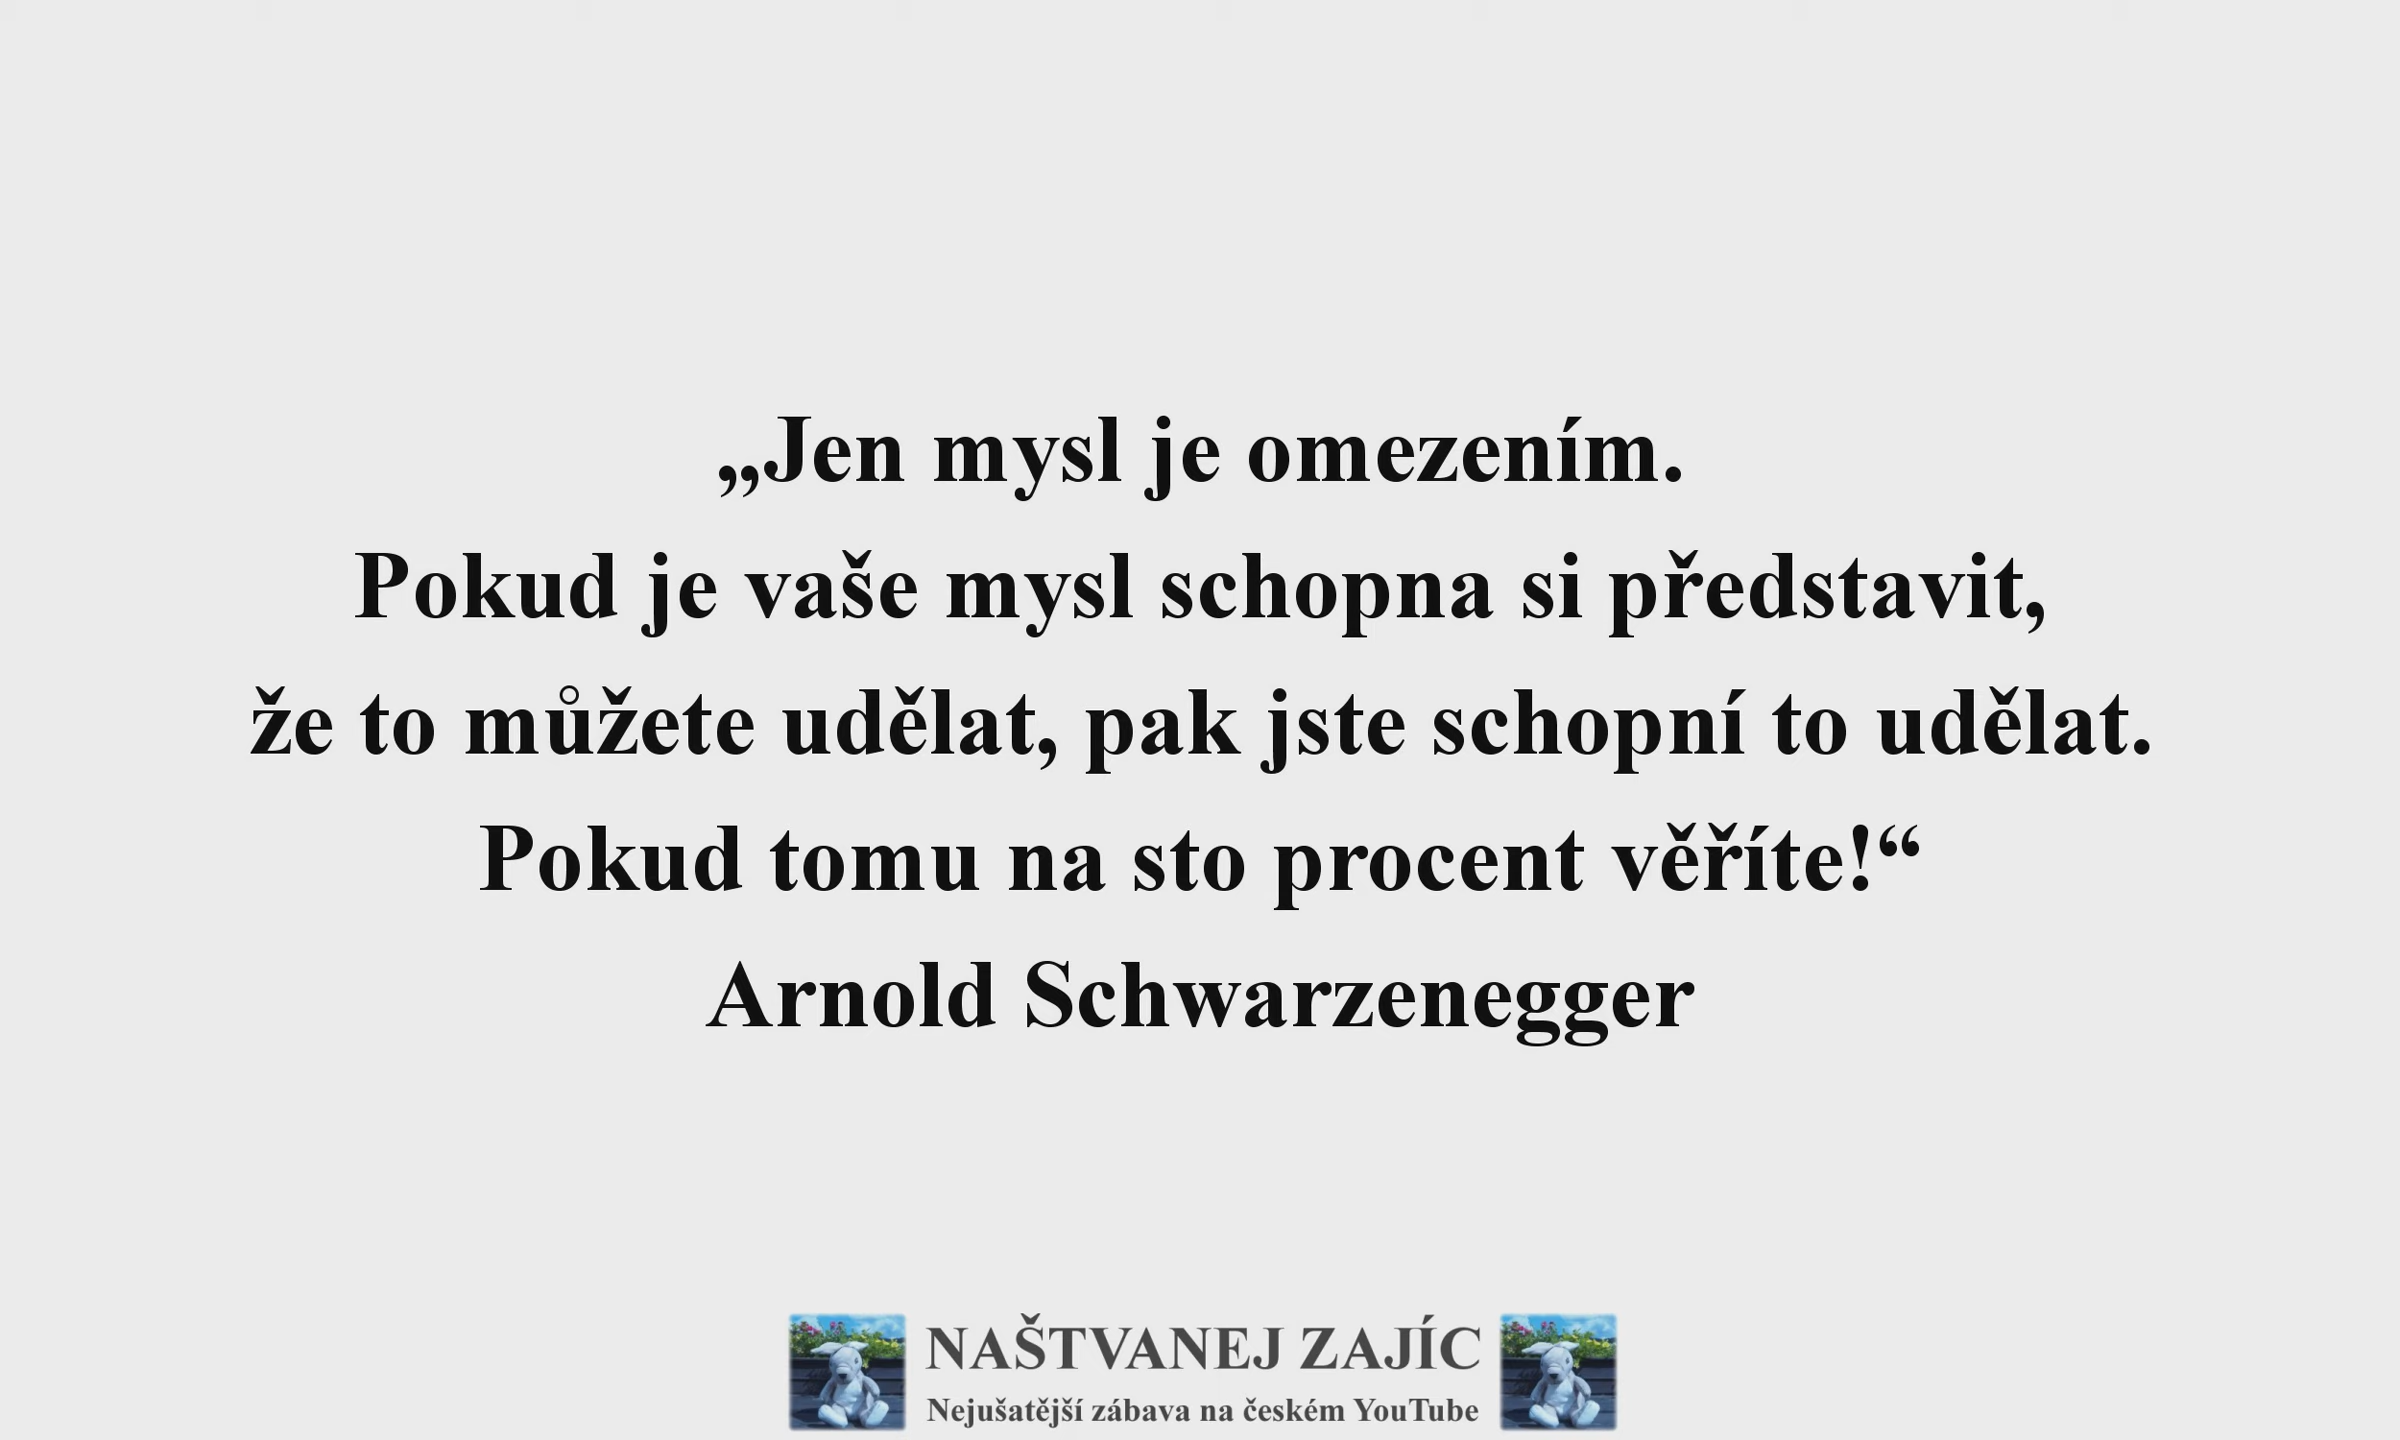 „Jen mysl je omezením.
Pokud je vaše mysl schopna si představit,
že to můžete udělat, pak jste schopní to udělat.
Pokud tomu na sto procent věříte!“
Arnold Schwarzenegger
NAŠTVANEJ ZAJÍC
Nejušatější zábava na českém YouTube